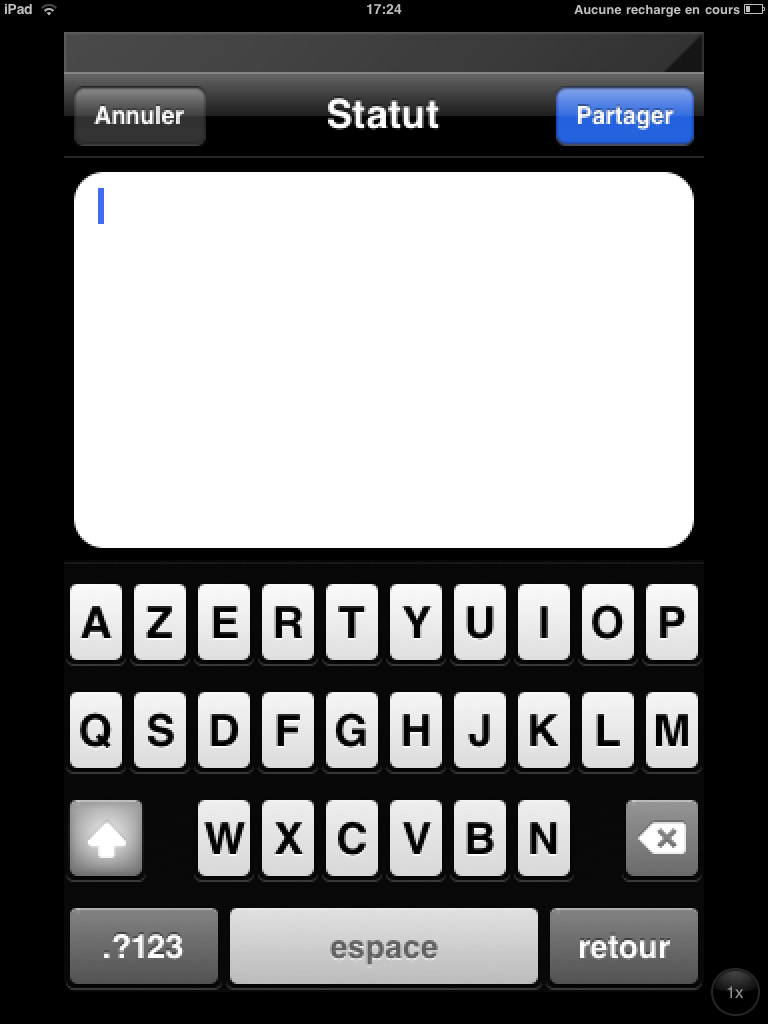 iPad 17:24 Aucune recharge en cours
Annuler Statut Partager
A Z E R T Y U I O P
Q S D F G H J K L M
W X C V B N
.?123 espace retour
1x